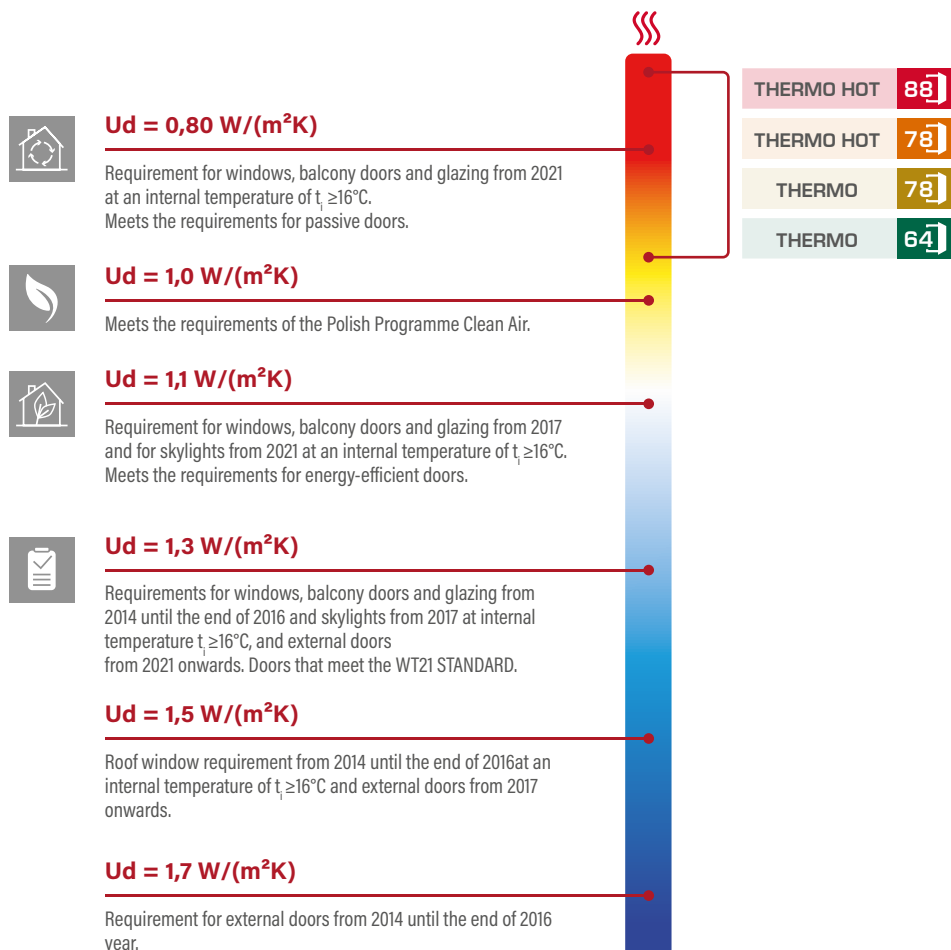 THERMO HOT 88
THERMO HOT 78
THERMO 78
THERMO 64
Ud = 0,80 W/(m²K)
Requirement for windows, balcony doors and glazing from 2021
at an internal temperature of tᵢ ≥16°C.
Meets the requirements for passive doors.
Ud = 1,0 W/(m²K)
Meets the requirements of the Polish Programme Clean Air.
Ud = 1,1 W/(m²K)
Requirement for windows, balcony doors and glazing from 2017
and for skylights from 2021 at an internal temperature of tᵢ ≥16°C.
Meets the requirements for energy-efficient doors.
Ud = 1,3 W/(m²K)
Requirements for windows, balcony doors and glazing from
2014 until the end of 2016 and skylights from 2017 at internal
temperature tᵢ ≥16°C, and external doors
from 2021 onwards. Doors that meet the WT21 STANDARD.
Ud = 1,5 W/(m²K)
Roof window requirement from 2014 until the end of 2016at an
internal temperature of tᵢ ≥16°C and external doors from 2017
onwards.
Ud = 1,7 W/(m²K)
Requirement for external doors from 2014 until the end of 2016
year.